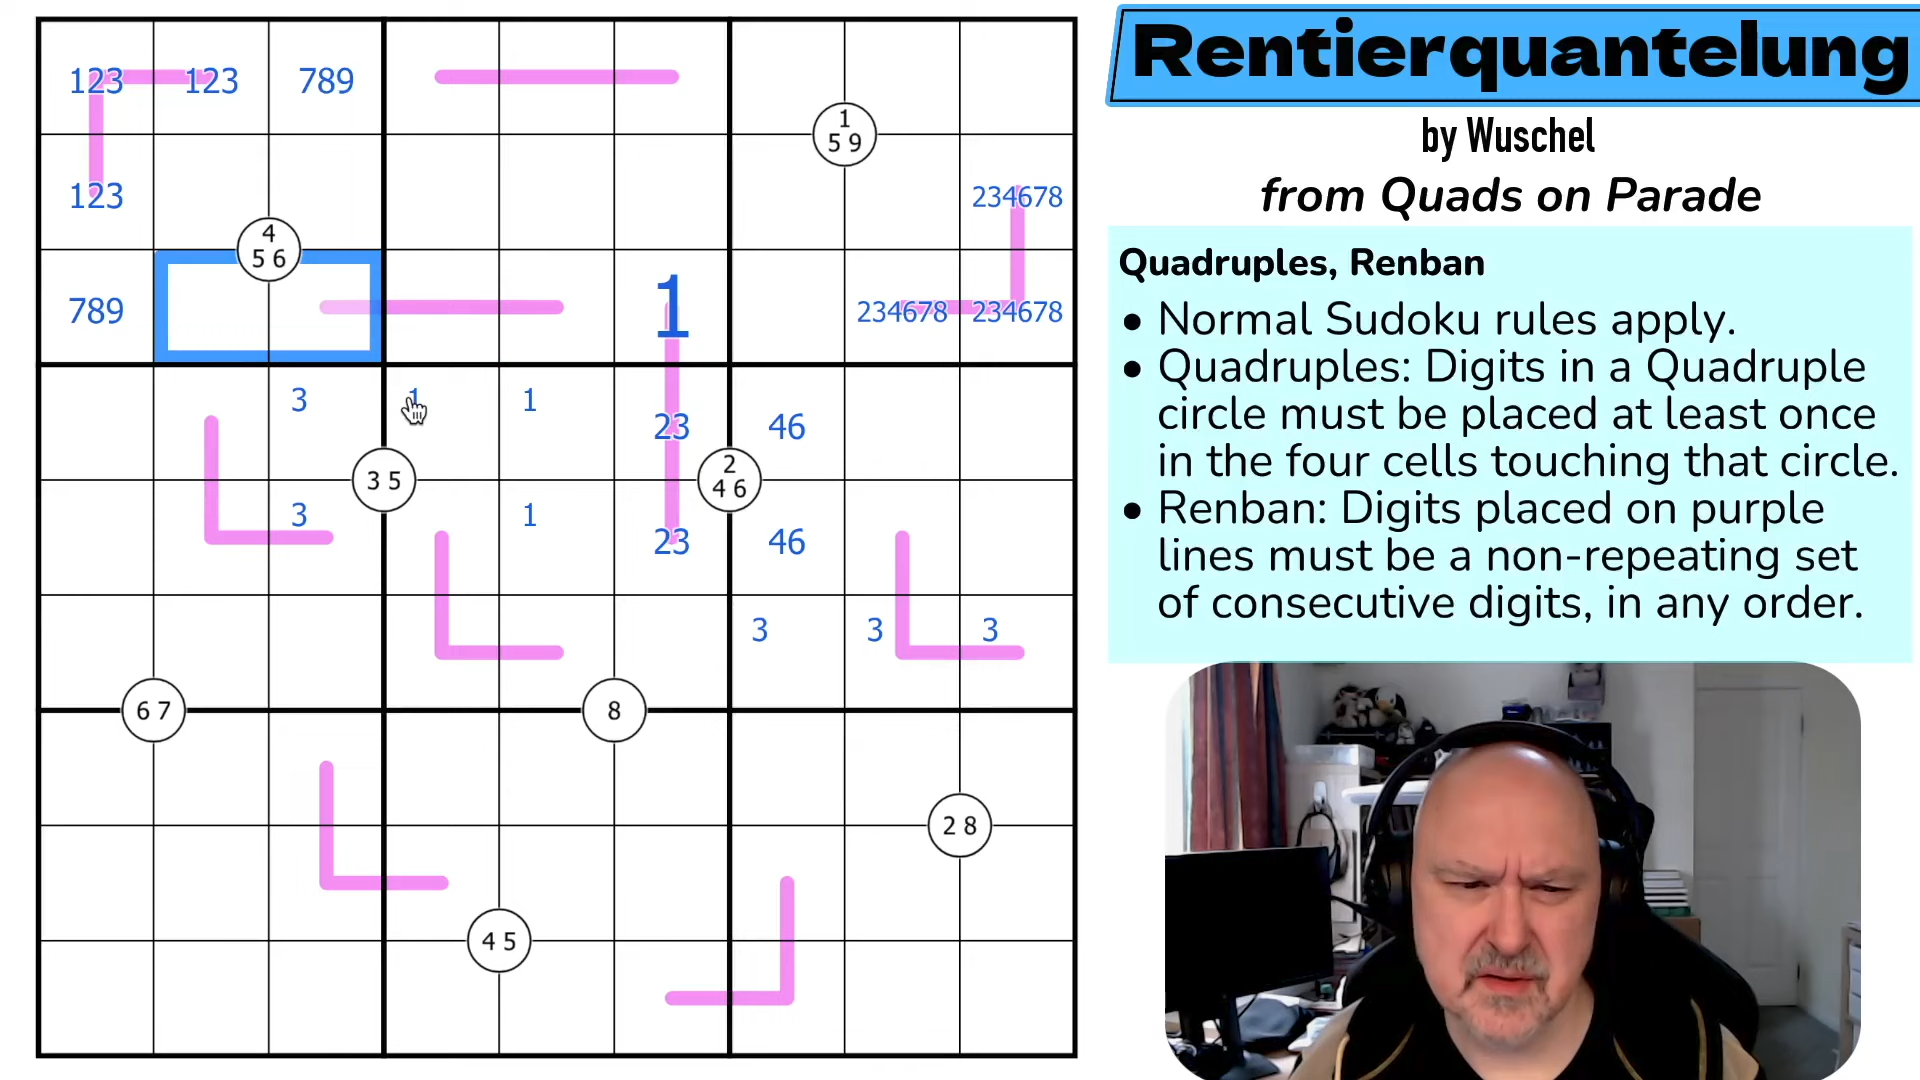 Rentierquantelung
by Wuschel
from Quads on Parade
Quadruples, Renban
• Normal Sudoku rules apply.
• Quadruples: Digits in a Quadruple
circle must be placed at least once
in the four cells touching that circle.
• Renban: Digits placed on purple
lines must be a non-repeating set
of consecutive digits, in any order.
123 123 789
1
5 9
123 234678
4
5 6
789 1 234678 234678
3 1 1 23 46
3 5
2
4 6
3 1 23 46
3 3 3
6 7
8
2 8
4 5